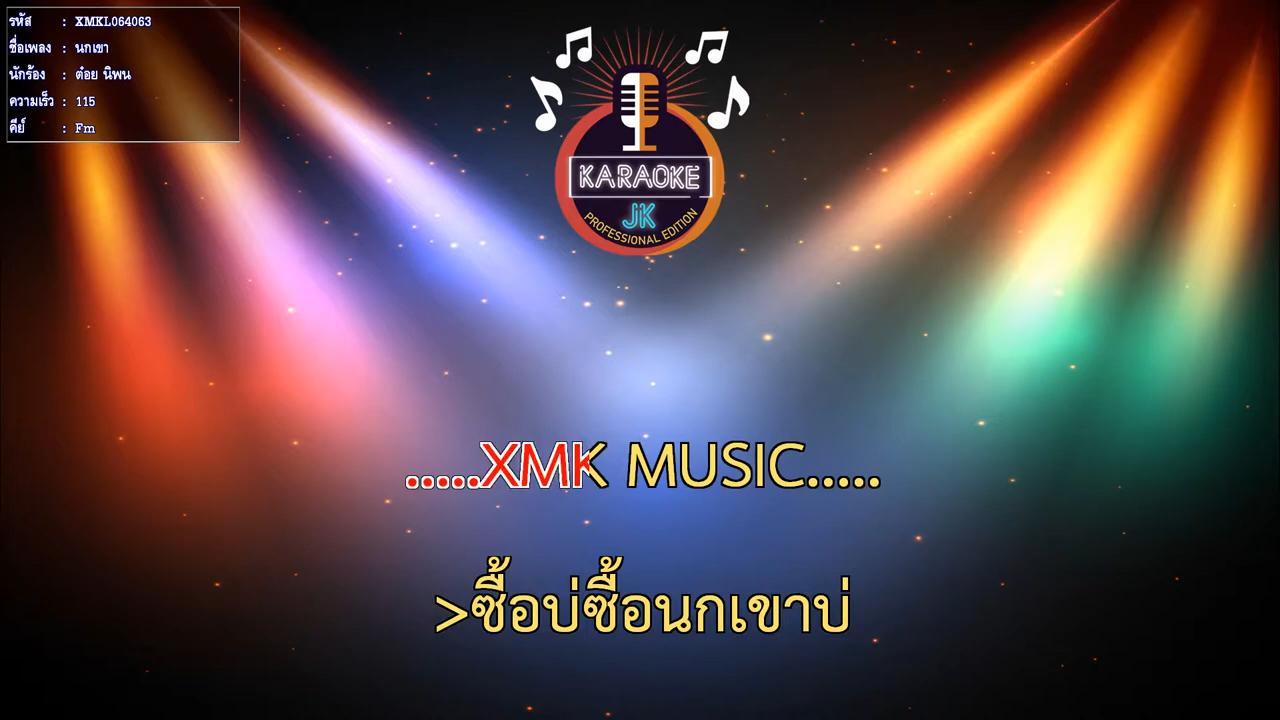 รหัส : XMKL064063
ชื่อเพลง : นกเขา
นักร้อง : ต๋อย นิพน
ความเร็ว : 115
คีย์ : Fm
KARAOKE
JK
PROFESSIONAL EDITION
.....XMK MUSIC.....
>ซื้อบ่ซื้อนกเขาบ่